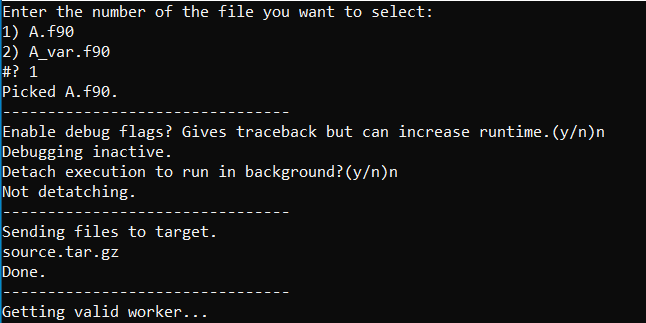 Enter the number of the file you want to select:
1) A.f90
2) A_var.f90
#? 1
Picked A.f90.
--------------------------------
Enable debug flags? Gives traceback but can increase runtime.(y/n)n
Debugging inactive.
Detach execution to run in background?(y/n)n
Not detatching.
--------------------------------
Sending files to target.
source.tar.gz
Done.
--------------------------------
Getting valid worker...